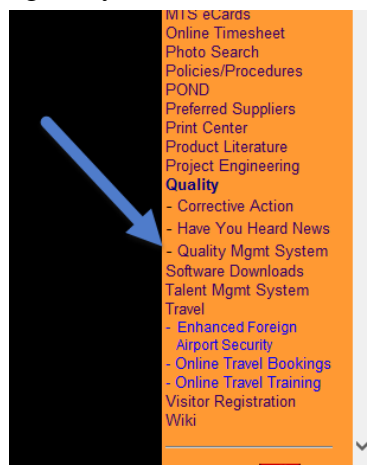 MTS eCards
Online Timesheet
Photo Search
Policies/Procedures
POND
Preferred Suppliers
Print Center
Product Literature
Project Engineering
Quality
- Corrective Action
- Have You Heard News
- Quality Mgmt System
Software Downloads
Talent Mgmt System
Travel
- Enhanced Foreign
Airport Security
- Online Travel Bookings
- Online Travel Training
Visitor Registration
Wiki